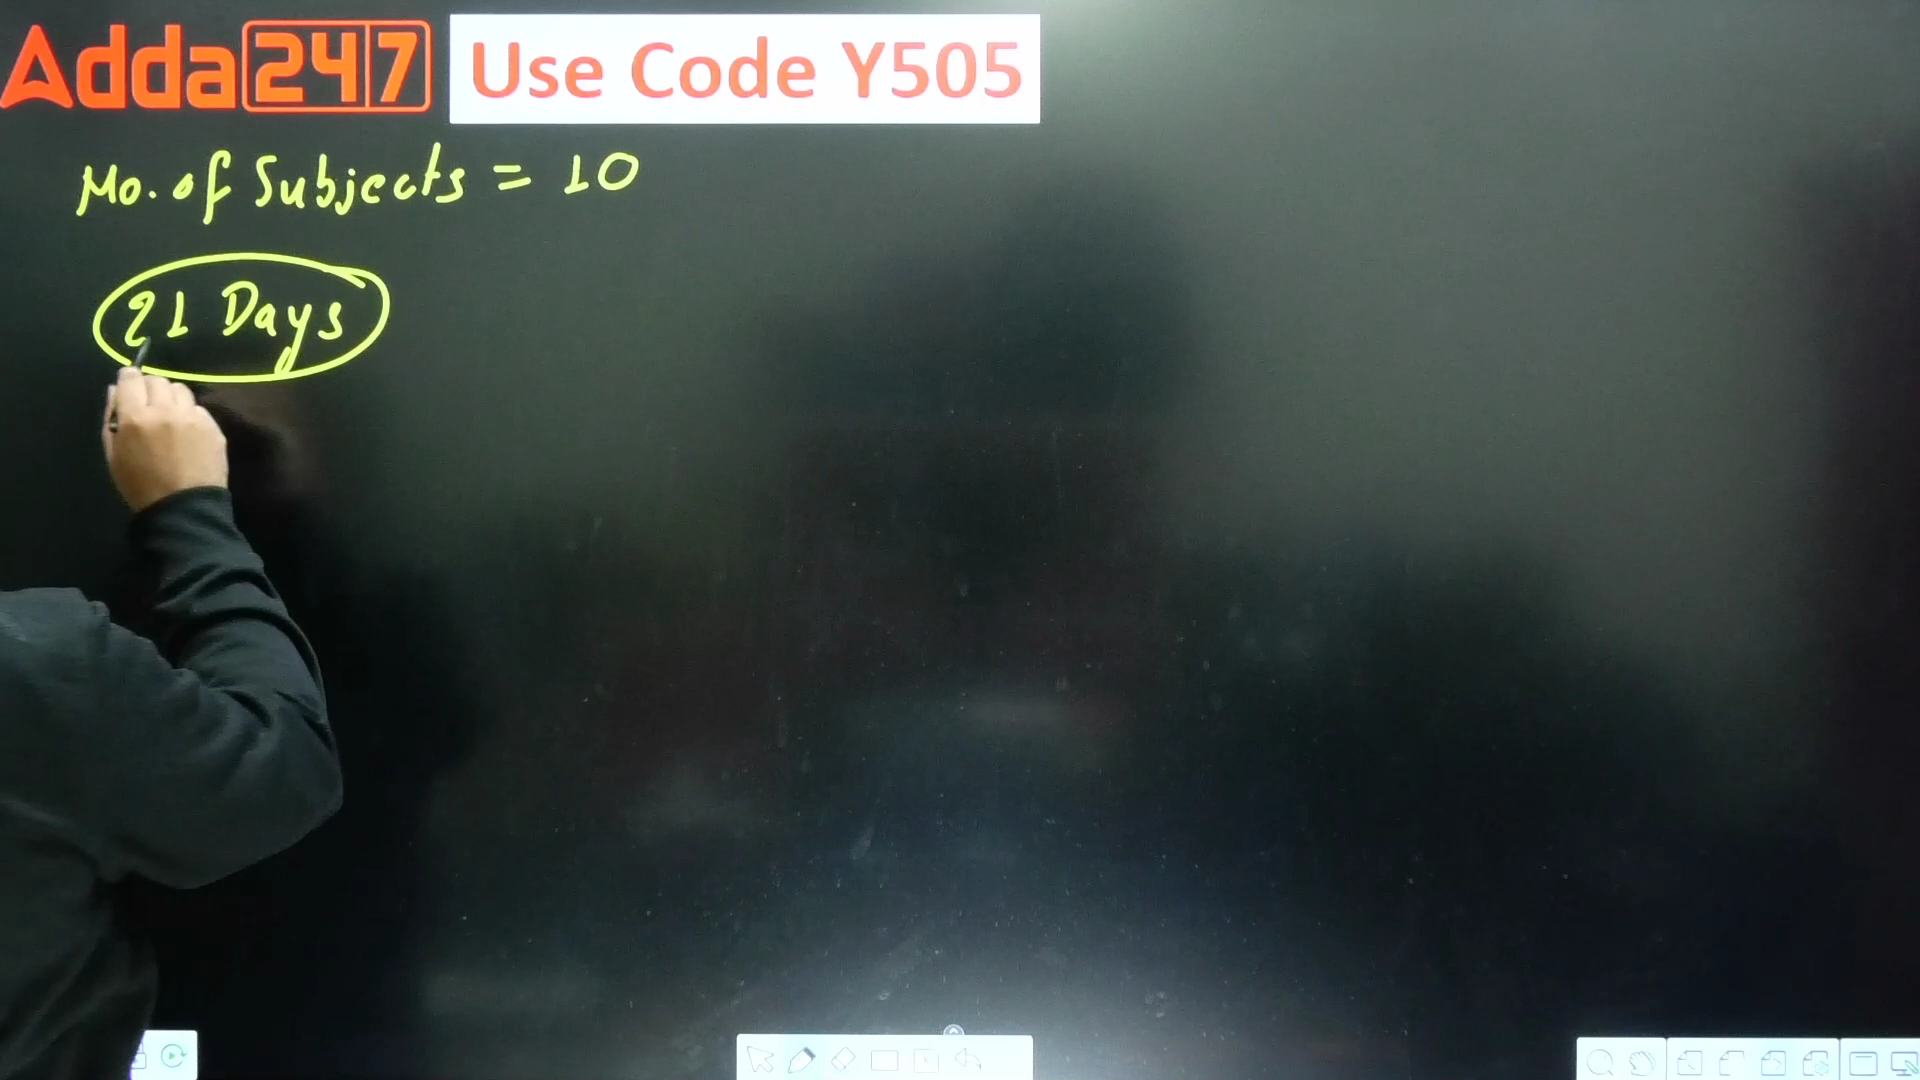 Adda247 Use Code Y505
No. of Subjects = 10
21 Days